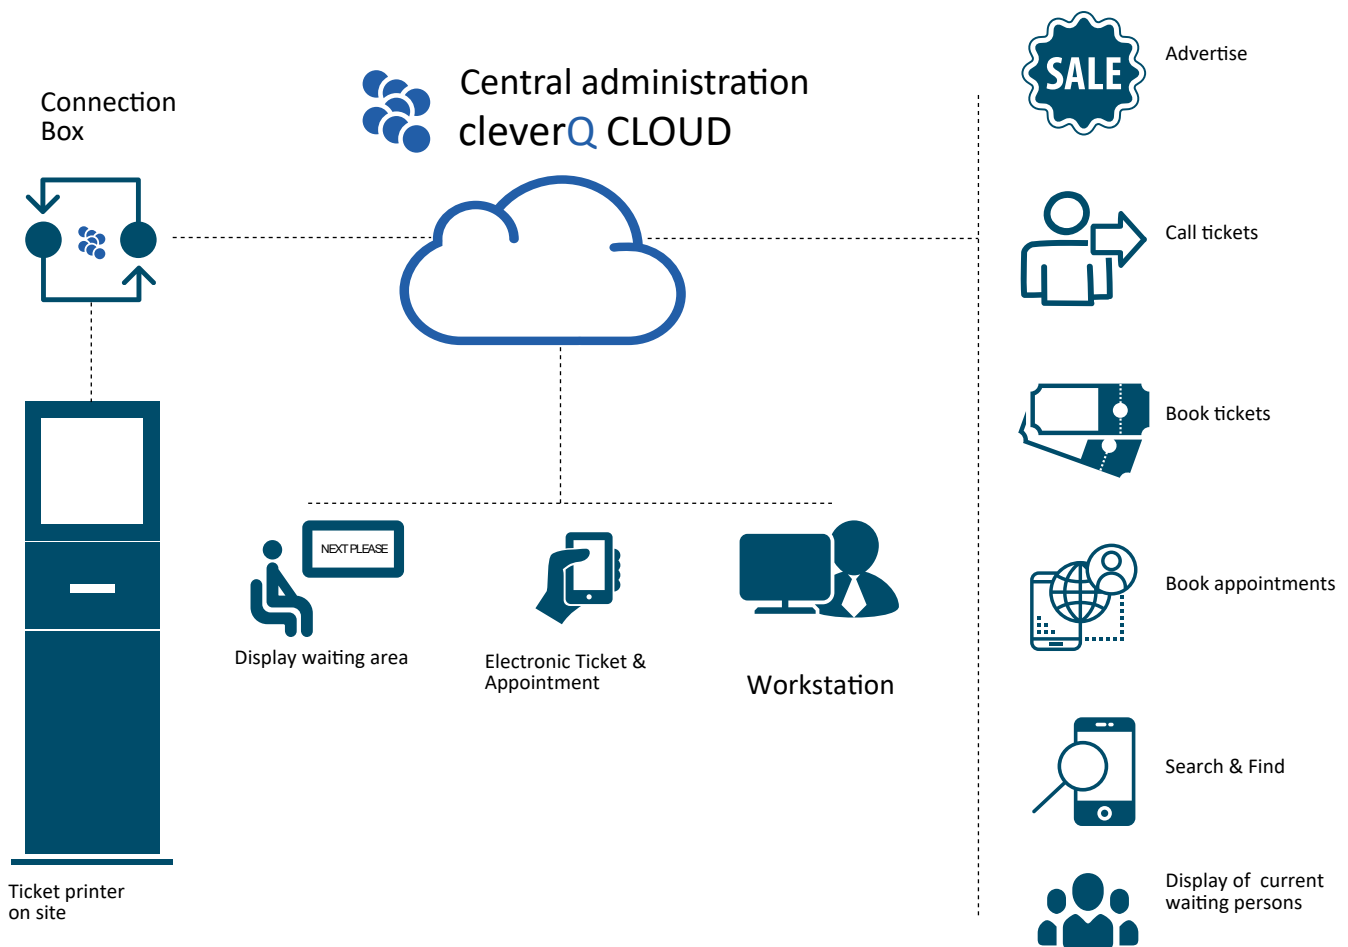 Connection
Box
Central administration
cleverQ CLOUD
SALE
Advertise
Call tickets
Book tickets
NEXT PLEASE
Display waiting area
Electronic Ticket &
Appointment
Workstation
Book appointments
Search & Find
Ticket printer
on site
Display of current
waiting persons